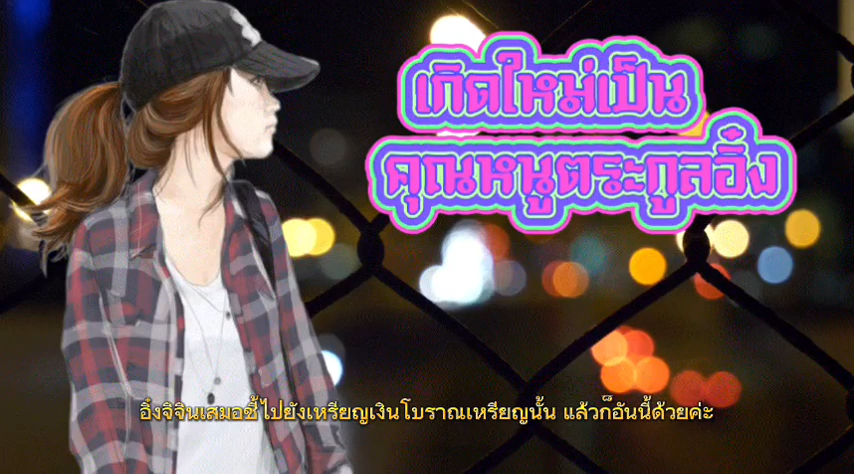 เกิดใหม่เป็น
คุณหนูตระกูลอิ๋ง
อิ๋งจิจินเสมอชี้ไปยังเหรียญเงินโบราณเหรียญนั้น แล้วก็อันนี้ด้วยค่ะ